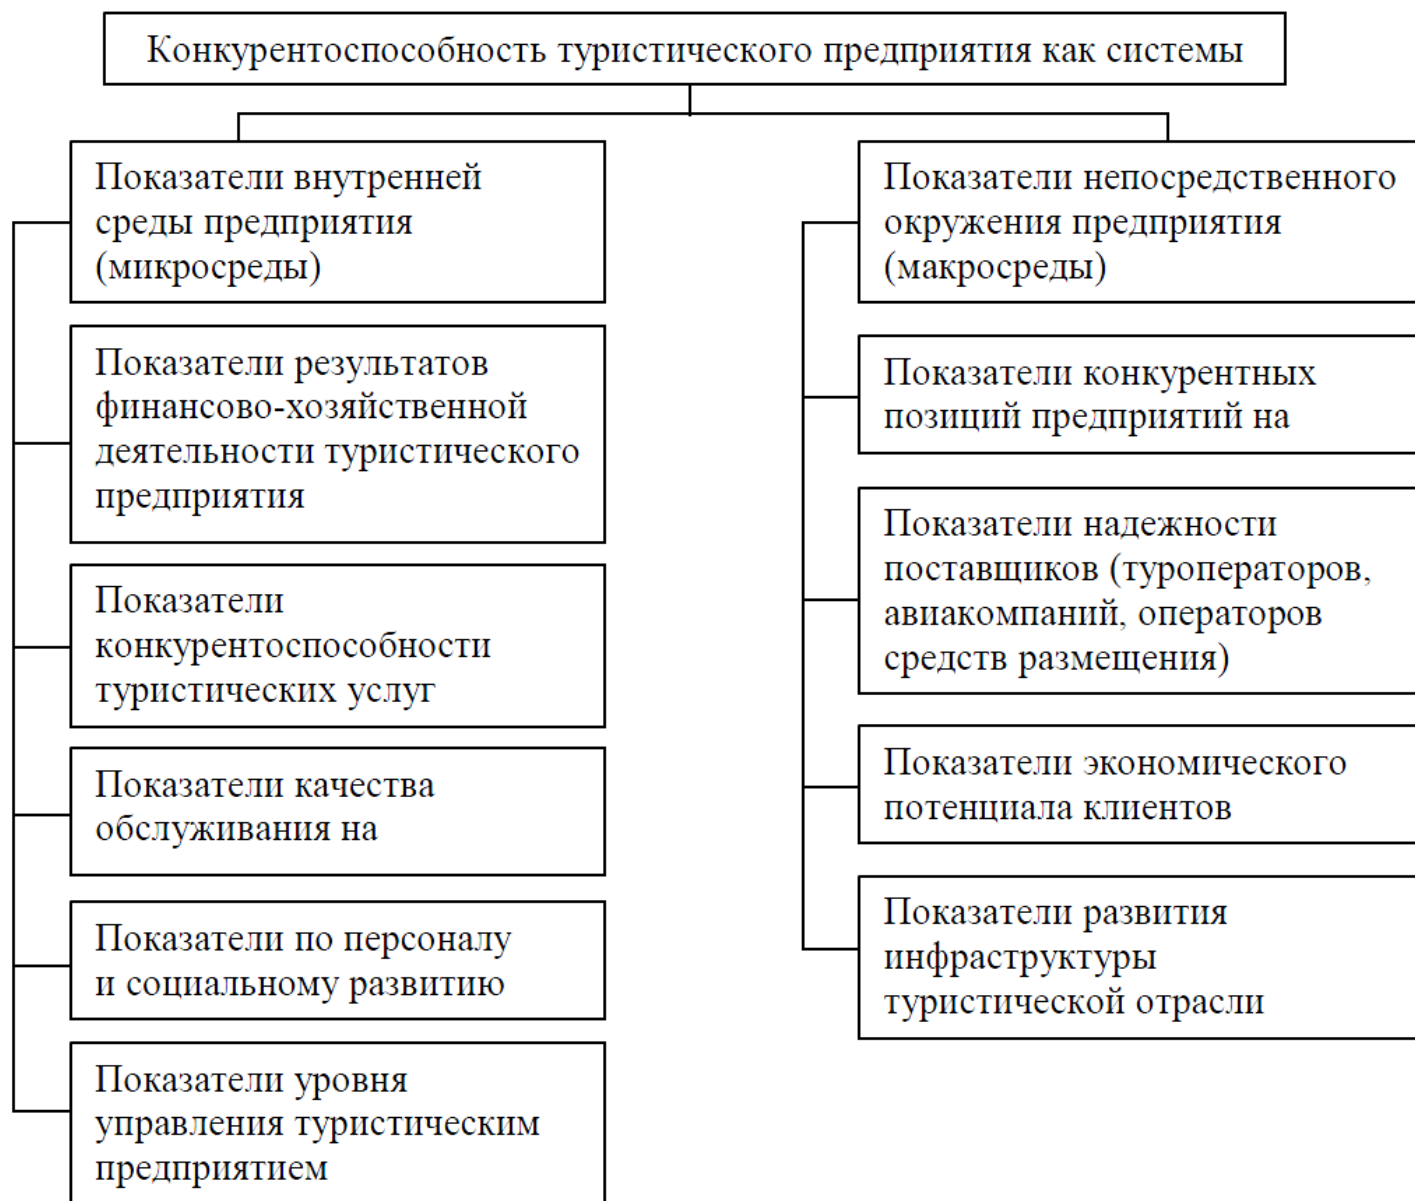 Конкурентоспособность туристического предприятия как системы
Показатели внутренней
среды предприятия
(микросреды)
Показатели результатов
финансово-хозяйственной
деятельности туристического
предприятия
Показатели
конкурентоспособности
туристических услуг
Показатели качества
обслуживания на
Показатели по персоналу
и социальному развитию
Показатели уровня
управления туристическим
предприятием
Показатели непосредственного
окружения предприятия
(макросреды)
Показатели конкурентных
позиций предприятий на
Показатели надежности
поставщиков (туроператоров,
авиакомпаний, операторов
средств размещения)
Показатели экономического
потенциала клиентов
Показатели развития
инфраструктуры
туристической отрасли